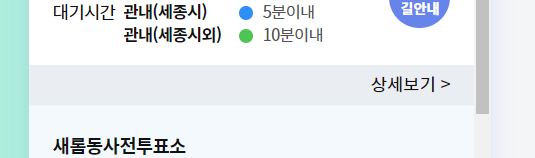 대기시간 관내(세종시) 5분이내
관내(세종시외) 10분이내
길안내
상세보기 >
새롬동사전투표소